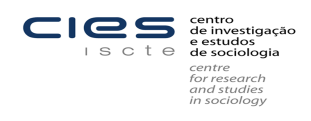 cies
iscte
centro
de investigação
e estudos
de sociologia
centre
for research
and studies
in sociology